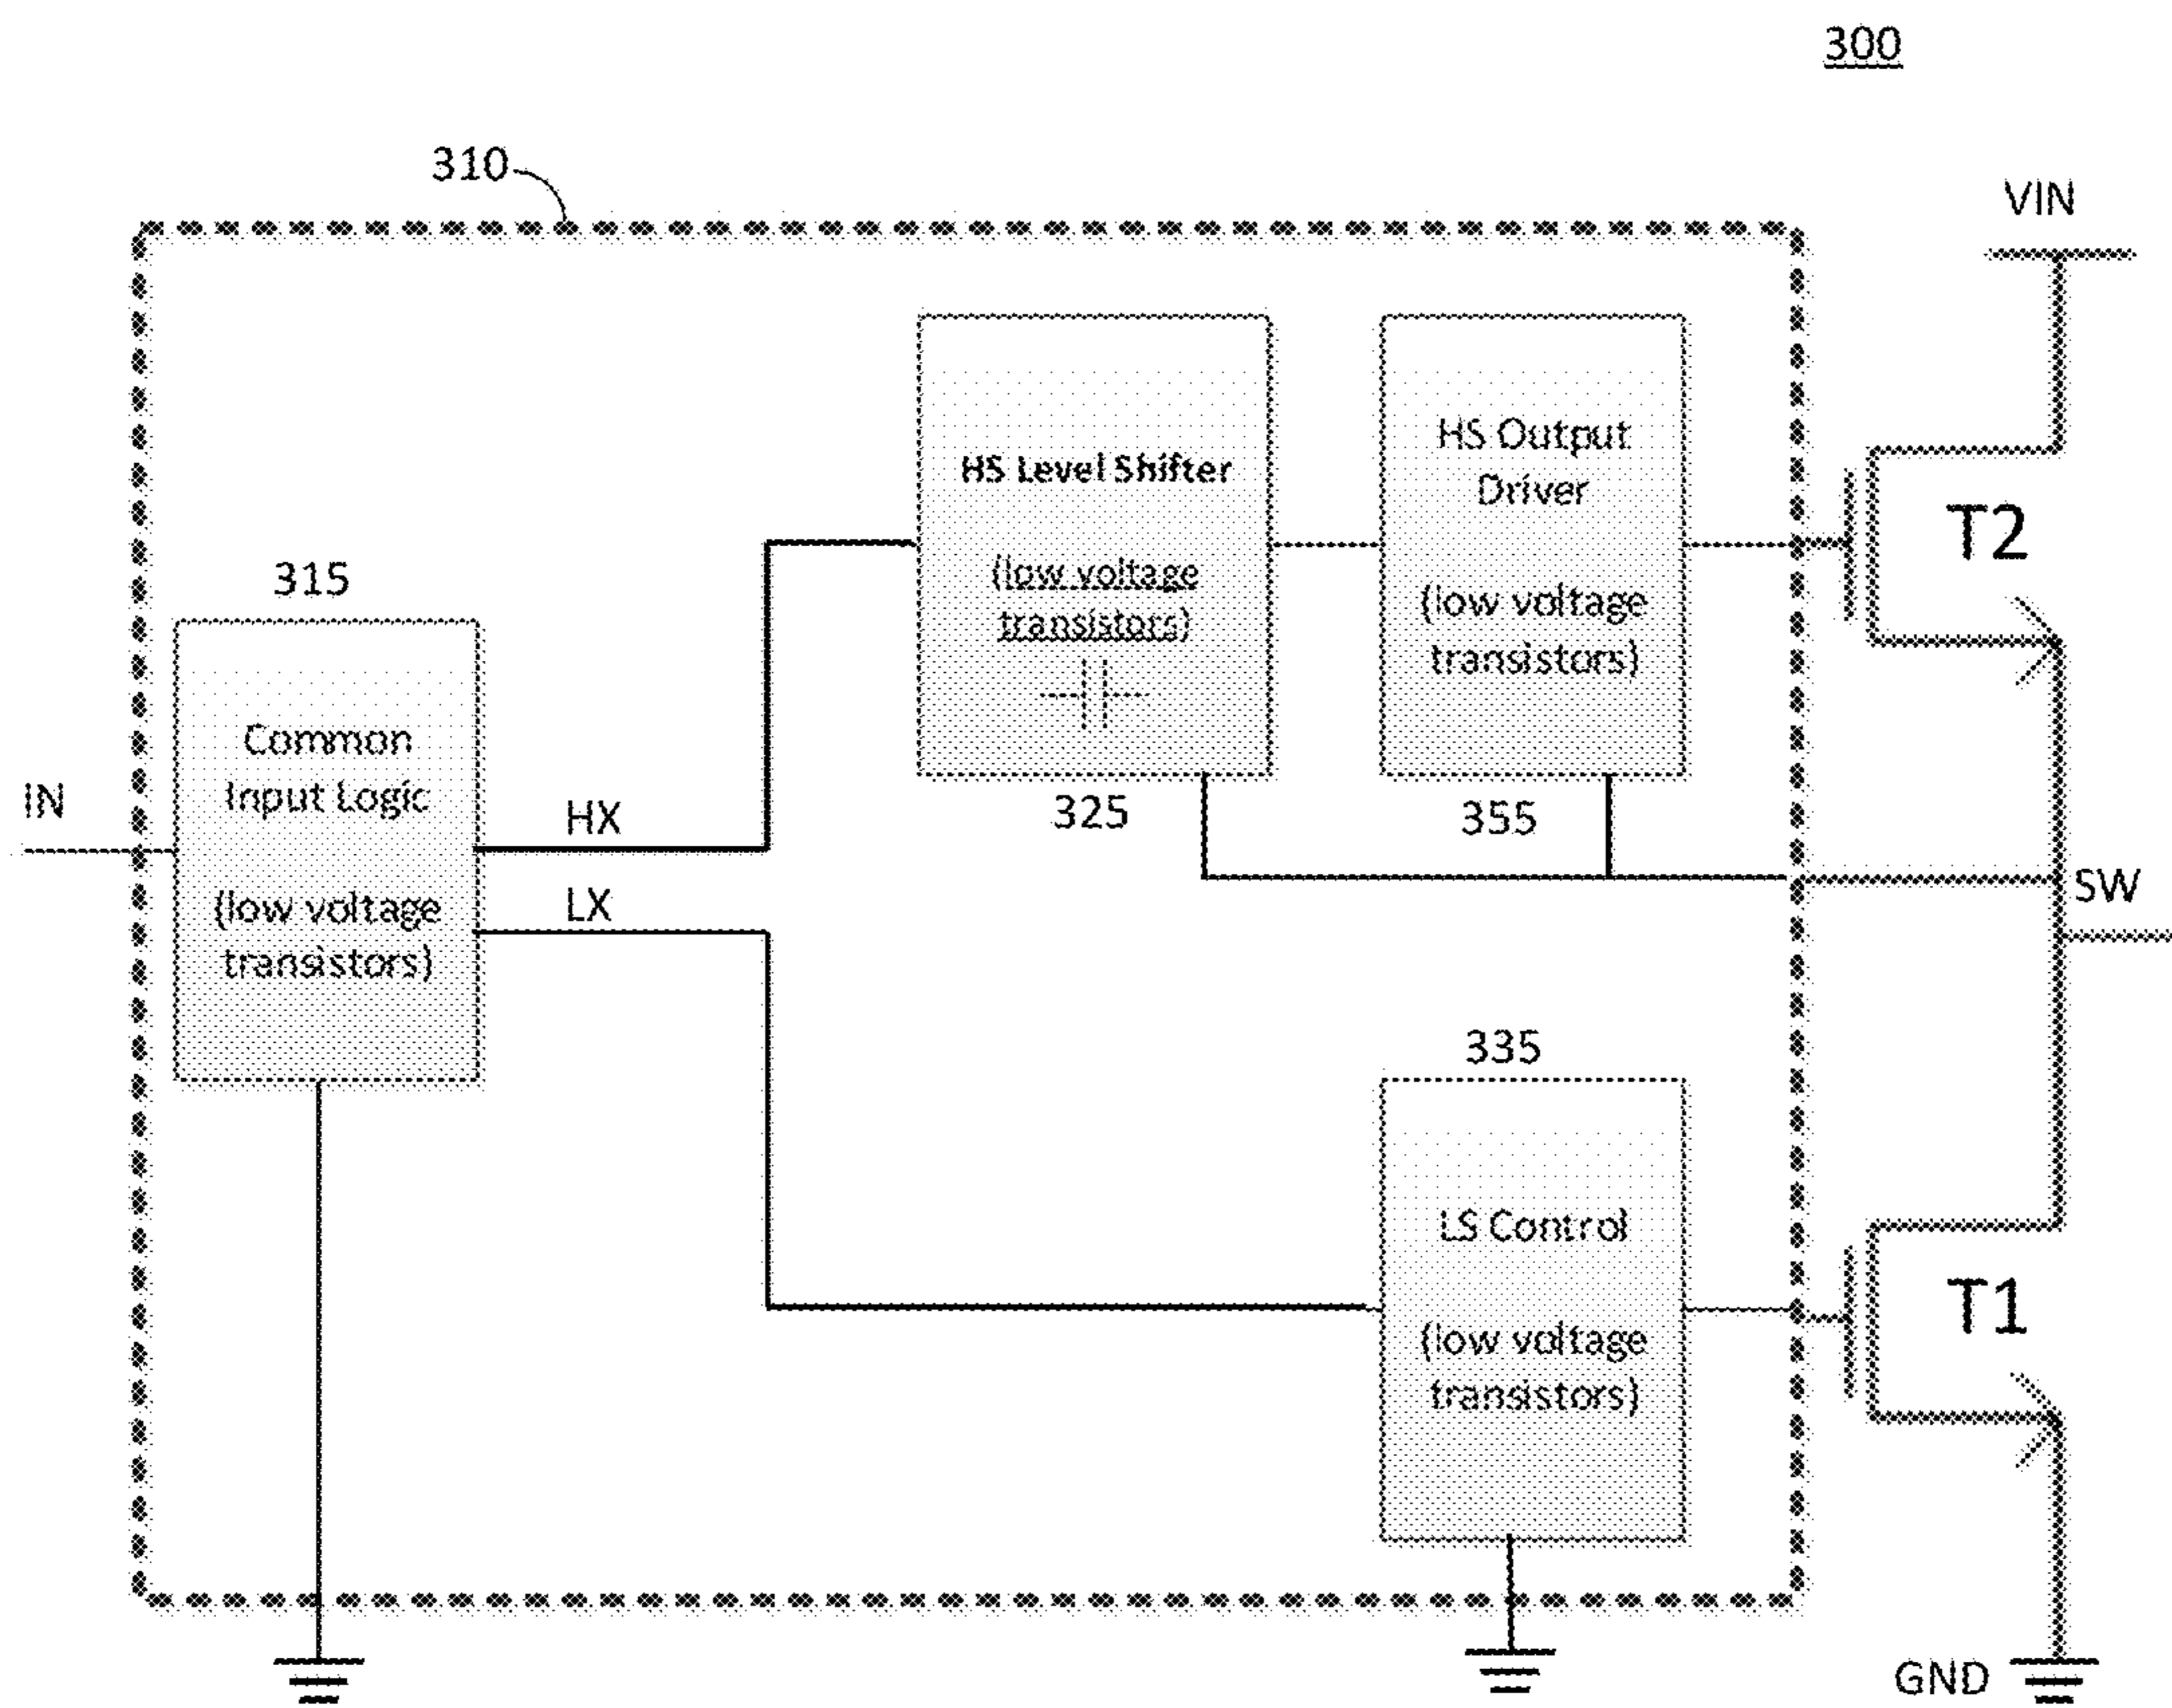 300
310
VIN
HS Level Shifter
(low voltage
transistors)
HS Output
Driver
(low voltage
transistors)
T2
315
Common
Input Logic
(low voltage
transistors)
IN
HX
LX
325
355
SW
335
LS Control
(low voltage
transistors)
T1
GND